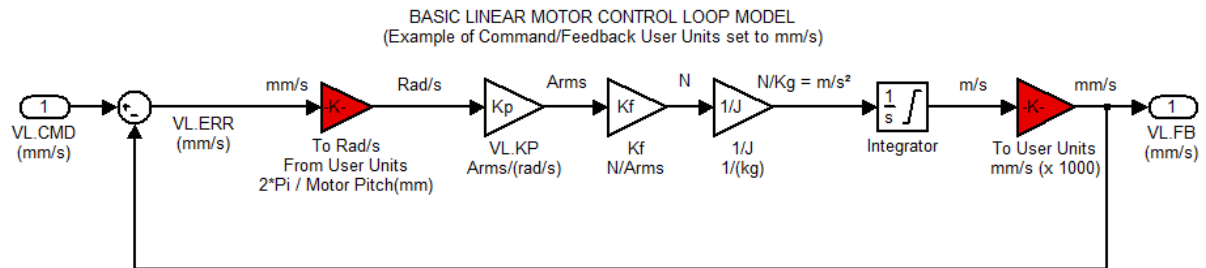 BASIC LINEAR MOTOR CONTROL LOOP MODEL
(Example of Command/Feedback User Units set to mm/s)
1
VL.CMD
(mm/s)
VL.ERR
(mm/s)
mm/s
-K-
To Rad/s
From User Units
2*Pi / Motor Pitch(mm)
Rad/s
Kp
VL.KP
Arms/(rad/s)
Arms
Kf
Kf
N/Arms
N
1/J
1/J
1/(kg)
N/Kg = m/s²
1
s
Integrator
m/s
-K-
To User Units
mm/s (x 1000)
mm/s
1
VL.FB
(mm/s)